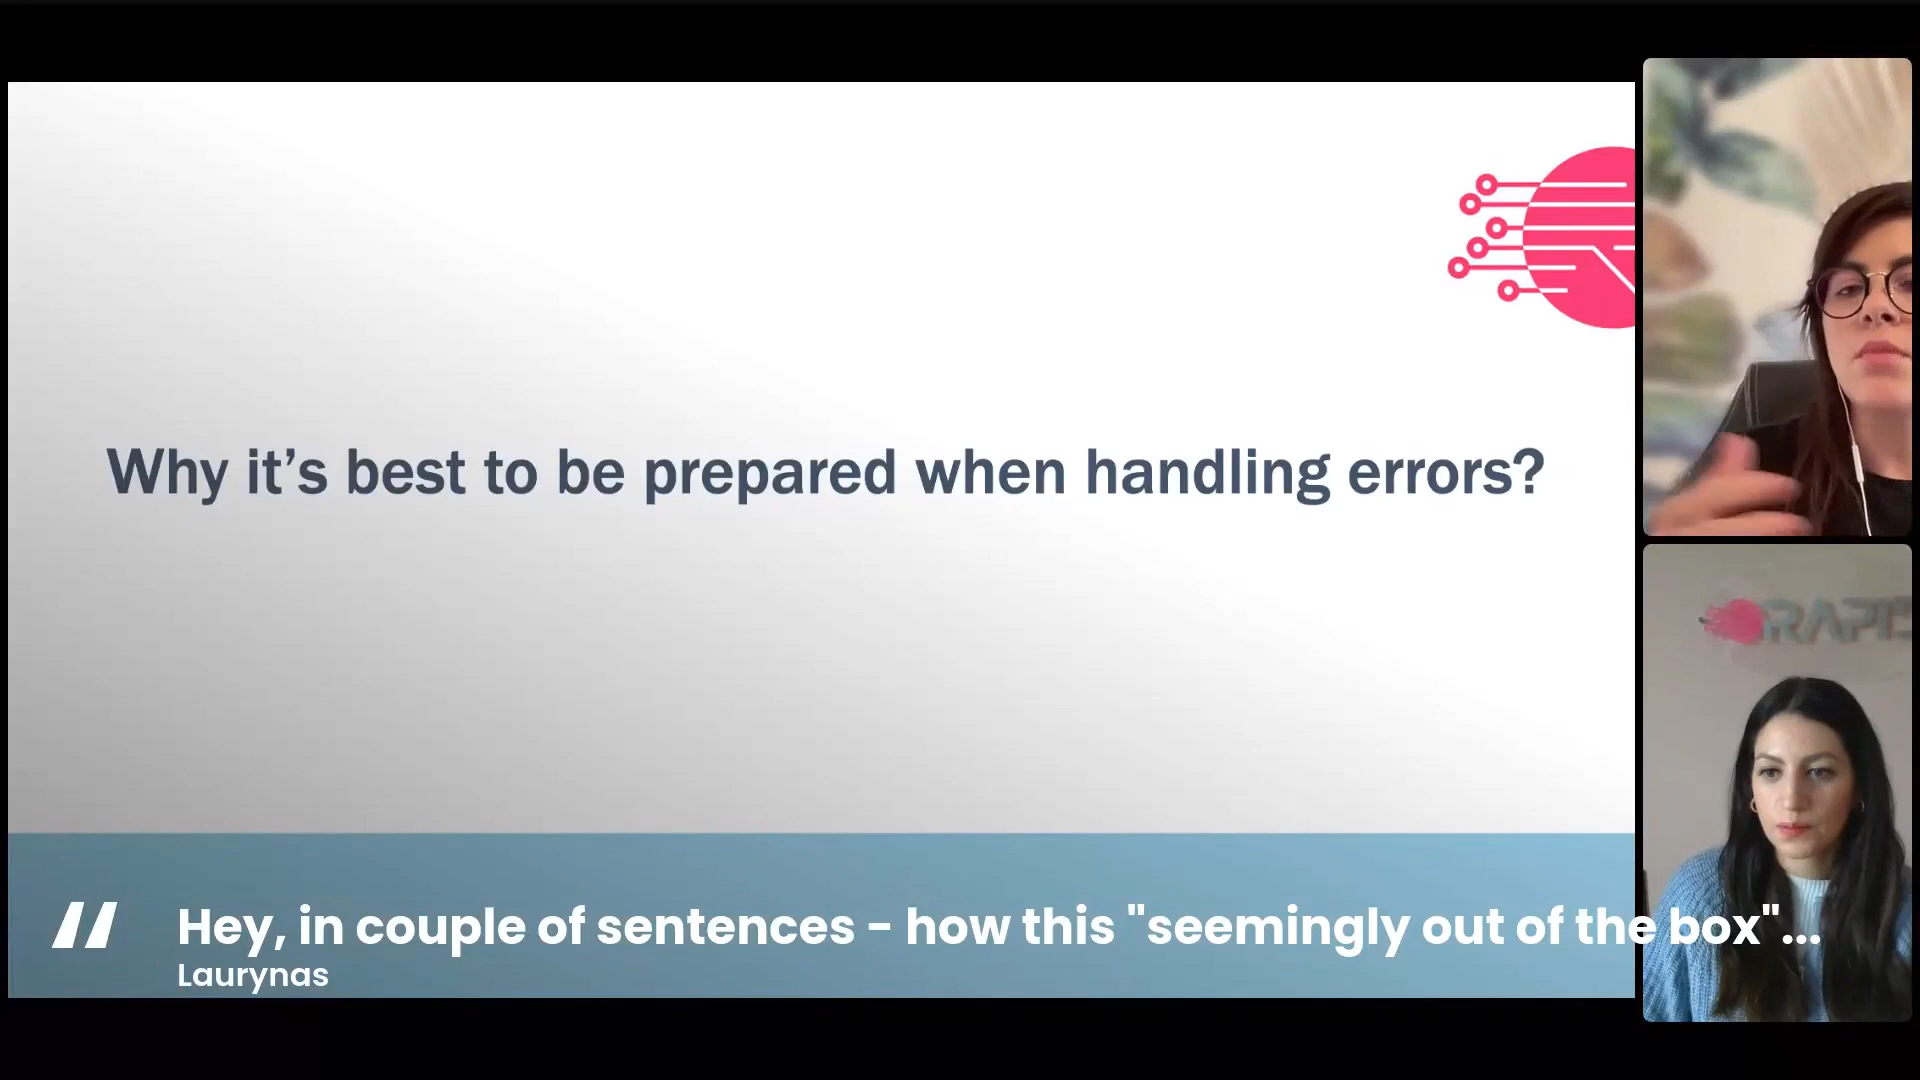 Why it’s best to be prepared when handling errors?
Hey, in couple of sentences - how this "seemingly out of the box"...
Laurynas